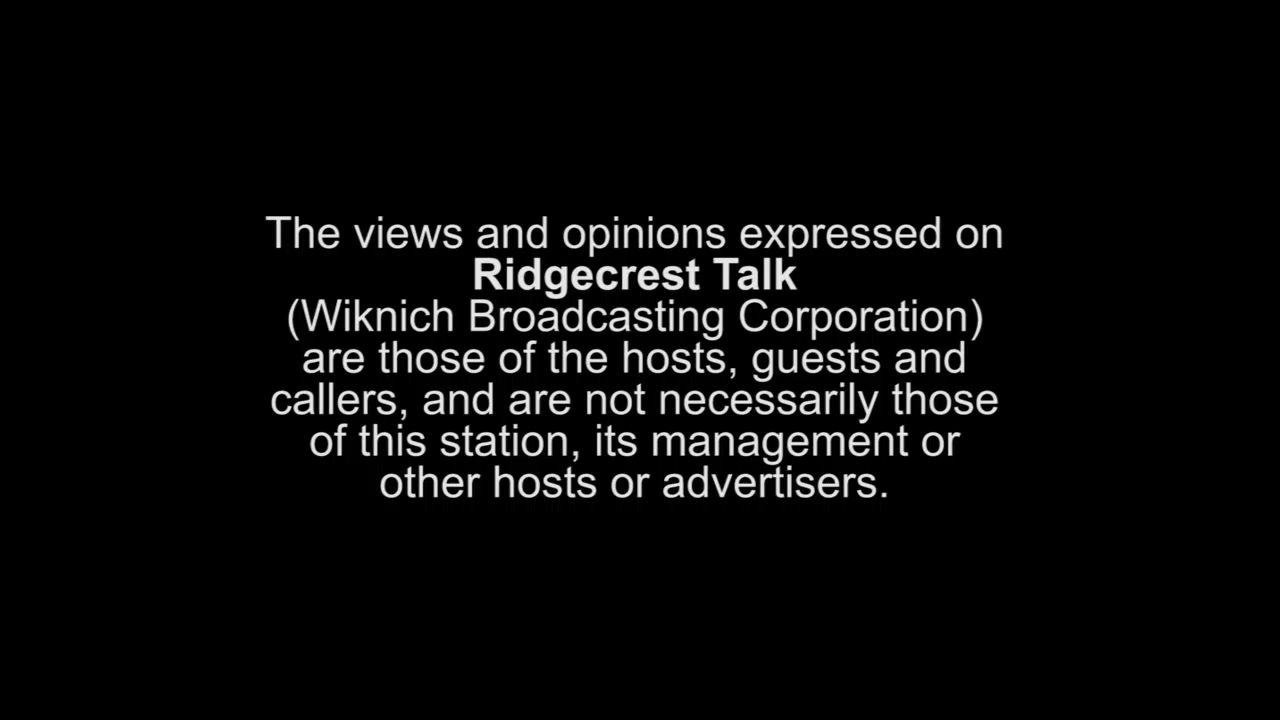 The views and opinions expressed on
Ridgecrest Talk
(Wiknich Broadcasting Corporation)
are those of the hosts, guests and
callers, and are not necessarily those
of this station, its management or
other hosts or advertisers.